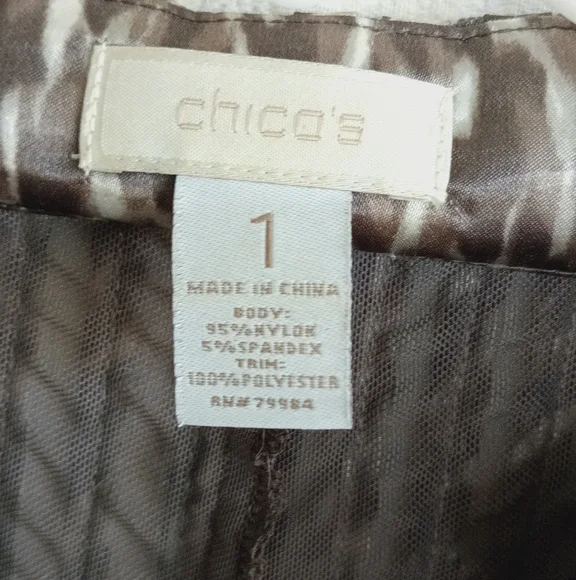 chico's
1
MADE IN CHINA
BODY:
95%NYLON
5%SPANDEX
TRIM:
100%POLYESTER
RN#79984